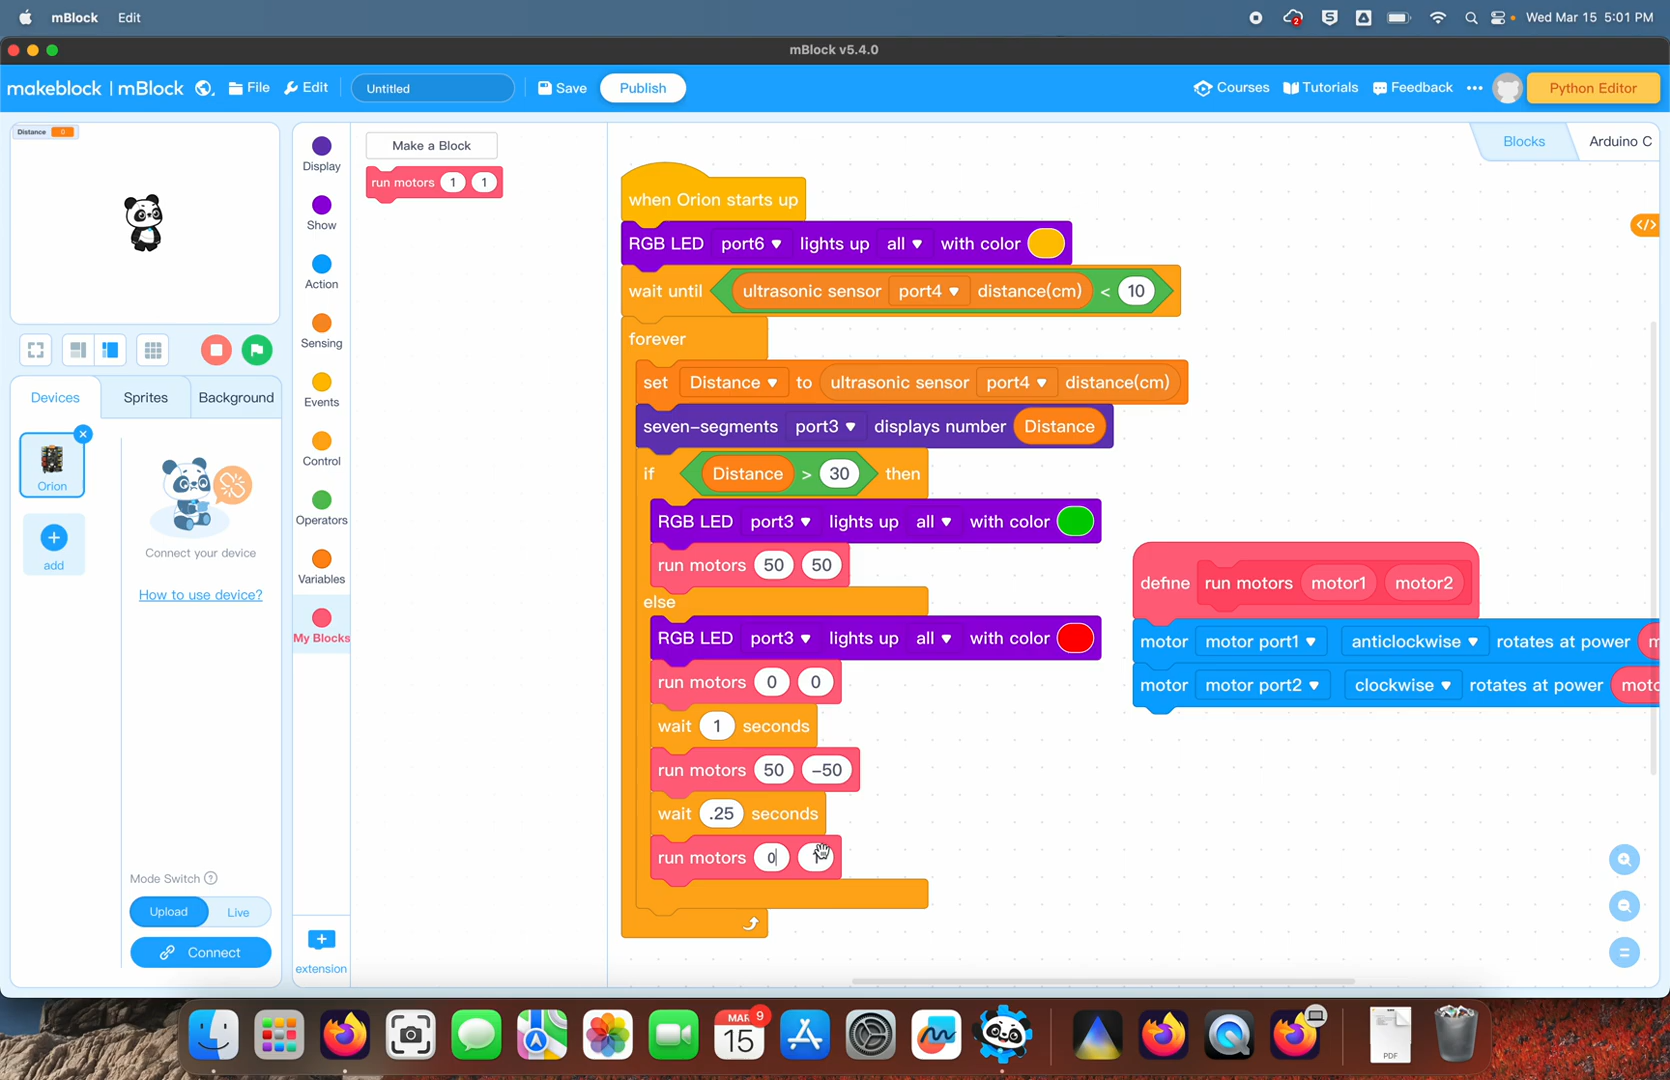 mBlock Edit
2
Wed Mar 15 5:01 PM
mBlock v5.4.0
makeblock | mBlock File Edit Untitled Save Publish Courses Tutorials Feedback Python Editor
Distance 0
Devices Sprites Background
Orion
add
Connect your device
How to use device?
Mode Switch ?
Upload Live
Connect
Display
Show
Action
Sensing
Events
Control
Operators
Variables
My Blocks
extension
Make a Block
run motors 1 1
Blocks Arduino C
when Orion starts up
RGB LED port6 lights up all with color
wait until ultrasonic sensor port4 distance(cm) < 10
forever
set Distance to ultrasonic sensor port4 distance(cm)
seven-segments port3 displays number Distance
if Distance > 30 then
RGB LED port3 lights up all with color
run motors 50 50
else
RGB LED port3 lights up all with color
run motors 0 0
wait 1 seconds
run motors 50 -50
wait .25 seconds
run motors 0 1
define run motors motor1 motor2
motor motor port1 anticlockwise rotates at power m
motor motor port2 clockwise rotates at power moto
MAR 9
15
PDF